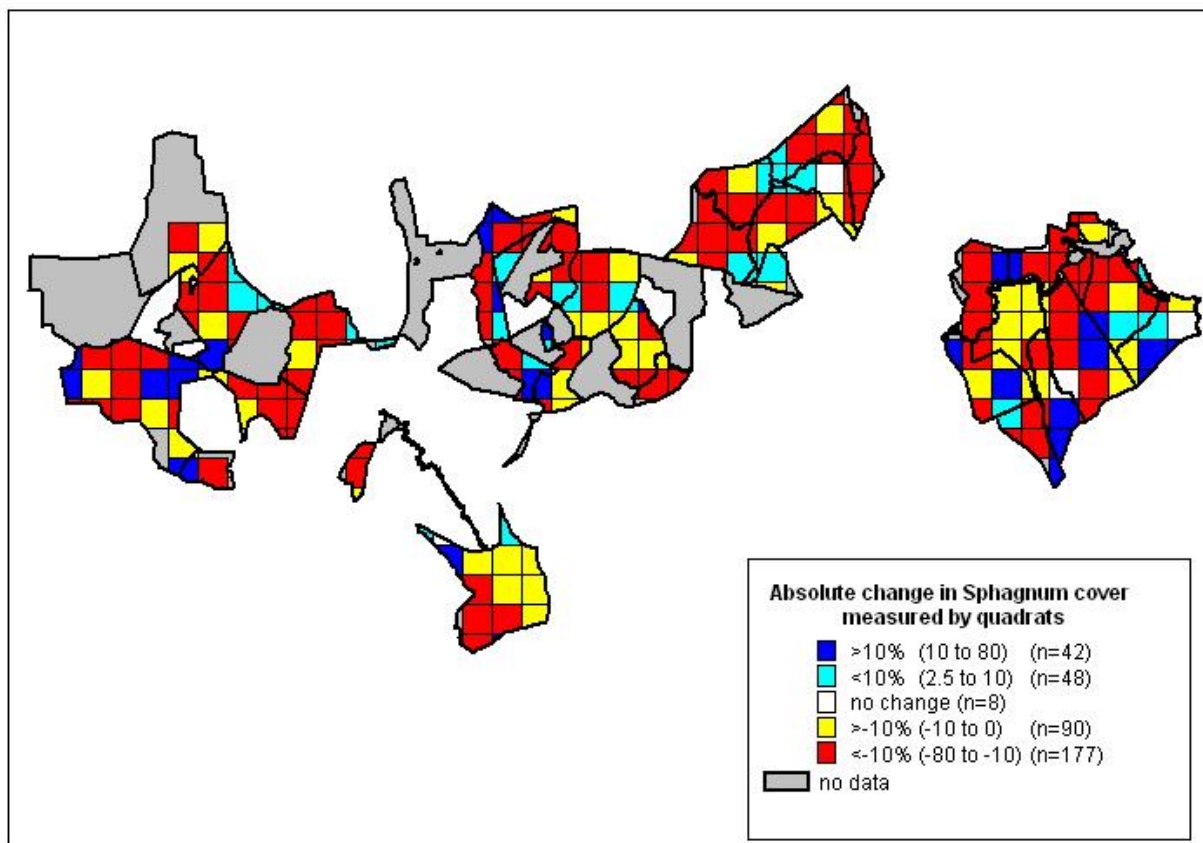 Absolute change in Sphagnum cover
measured by quadrats
>10% (10 to 80) (n=42)
<10% (2.5 to 10) (n=48)
no change (n=8)
>-10% (-10 to 0) (n=90)
<-10% (-80 to -10) (n=177)
no data